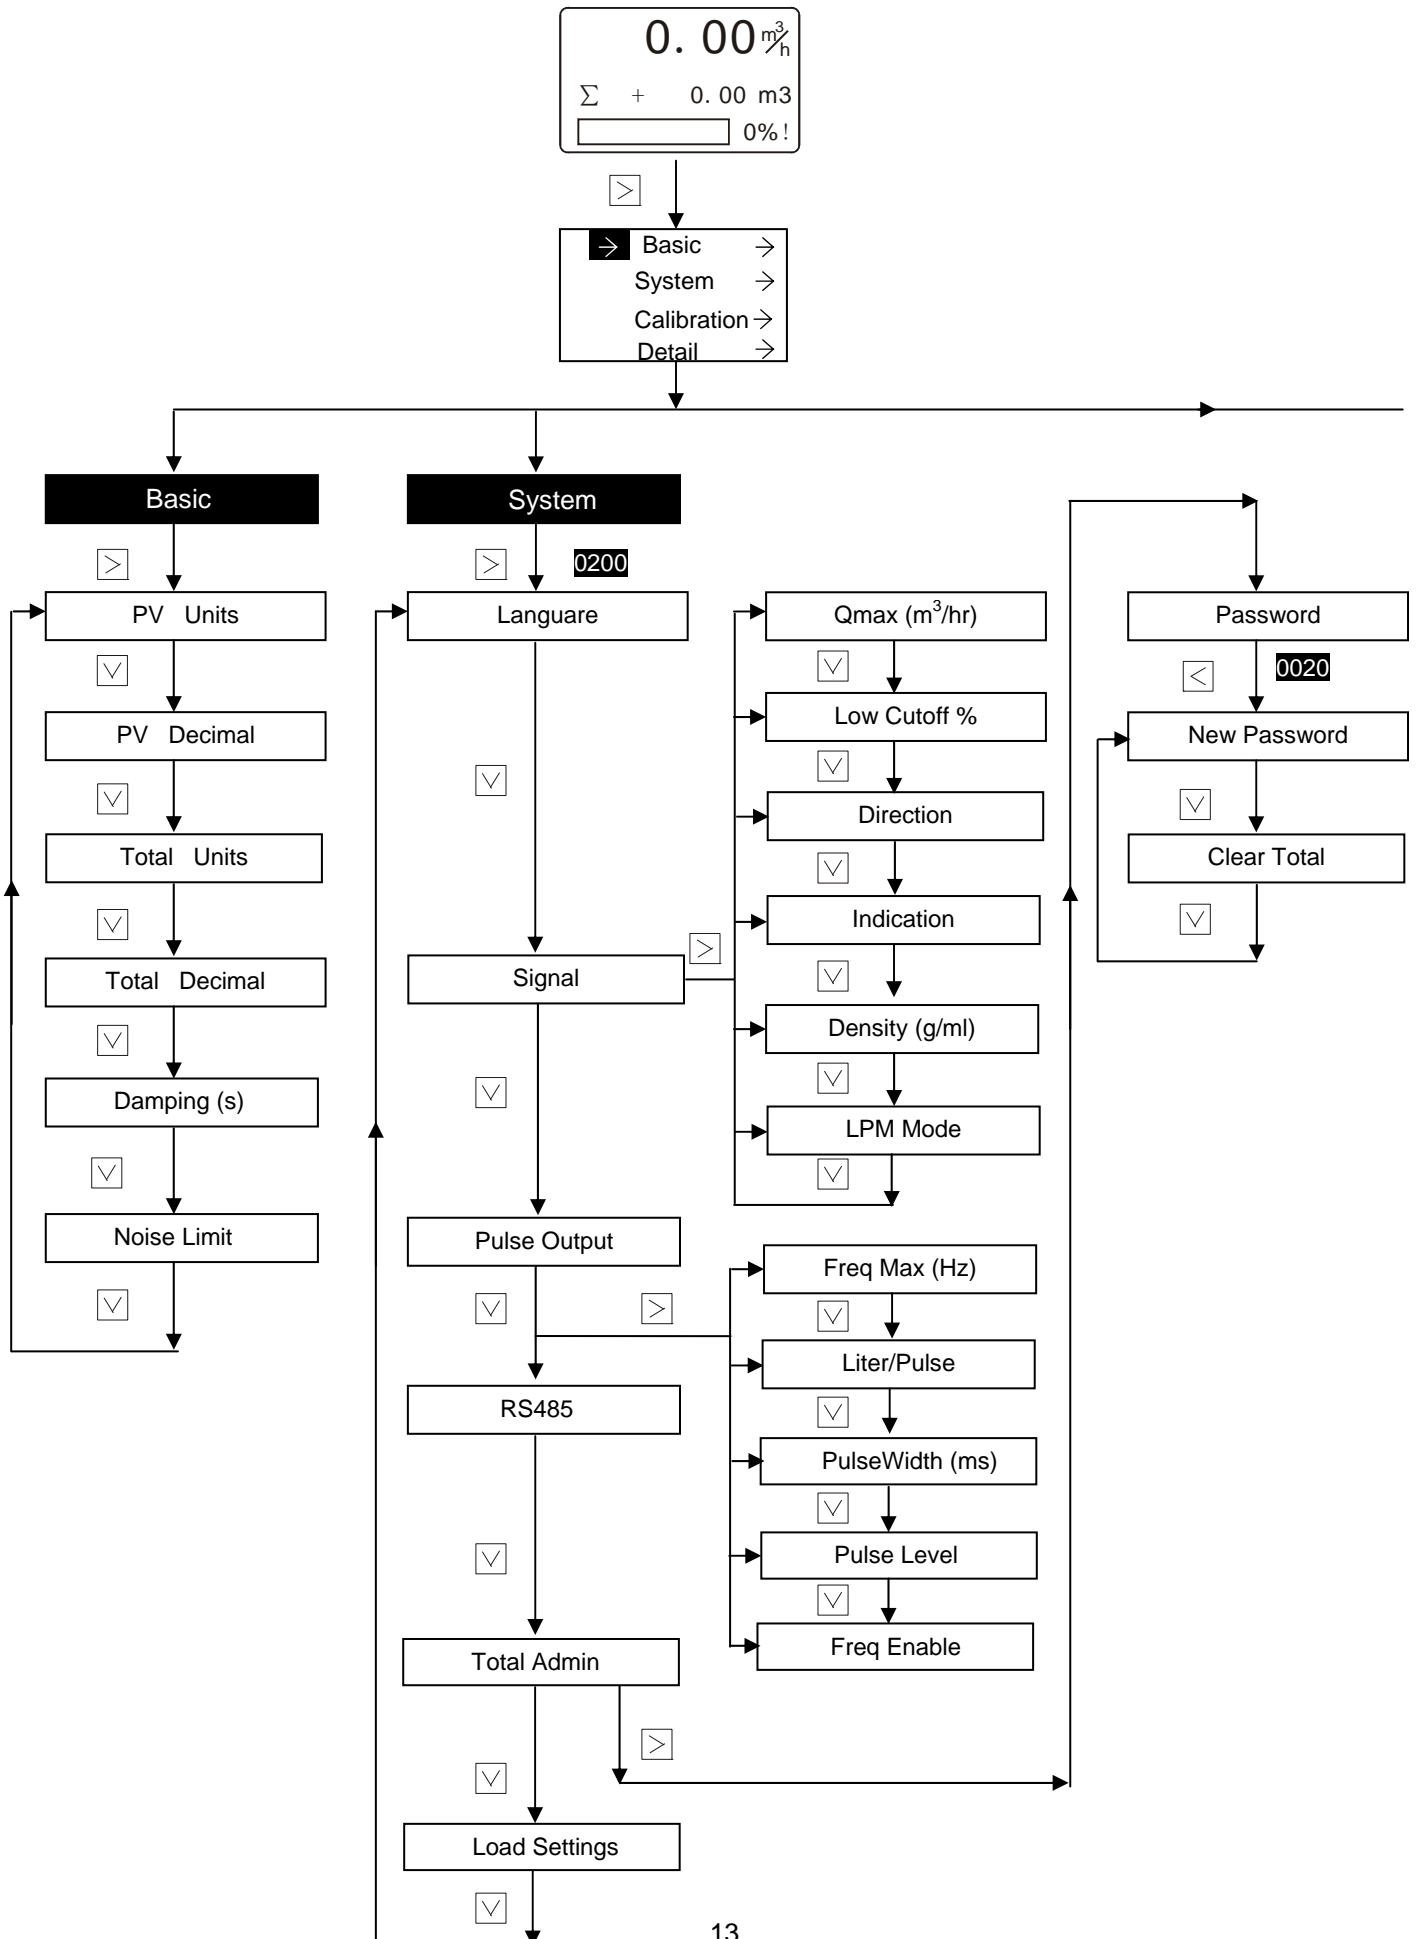 0. 00 m³/h
Σ + 0. 00 m3
0% !
>
→ Basic →
System →
Calibration →
Detail →
Basic
>
PV Units
∨
PV Decimal
∨
Total Units
∨
Total Decimal
∨
Damping (s)
∨
Noise Limit
∨
System
> 0200
Languare
∨
Signal
>
∨
Pulse Output
∨ >
RS485
∨
Total Admin
>
∨
Load Settings
∨
Qmax (m³/hr)
∨
Low Cutoff %
∨
Direction
∨
Indication
∨
Density (g/ml)
∨
LPM Mode
∨
Freq Max (Hz)
∨
Liter/Pulse
∨
PulseWidth (ms)
∨
Pulse Level
∨
Freq Enable
Password
< 0020
New Password
∨
Clear Total
∨
13